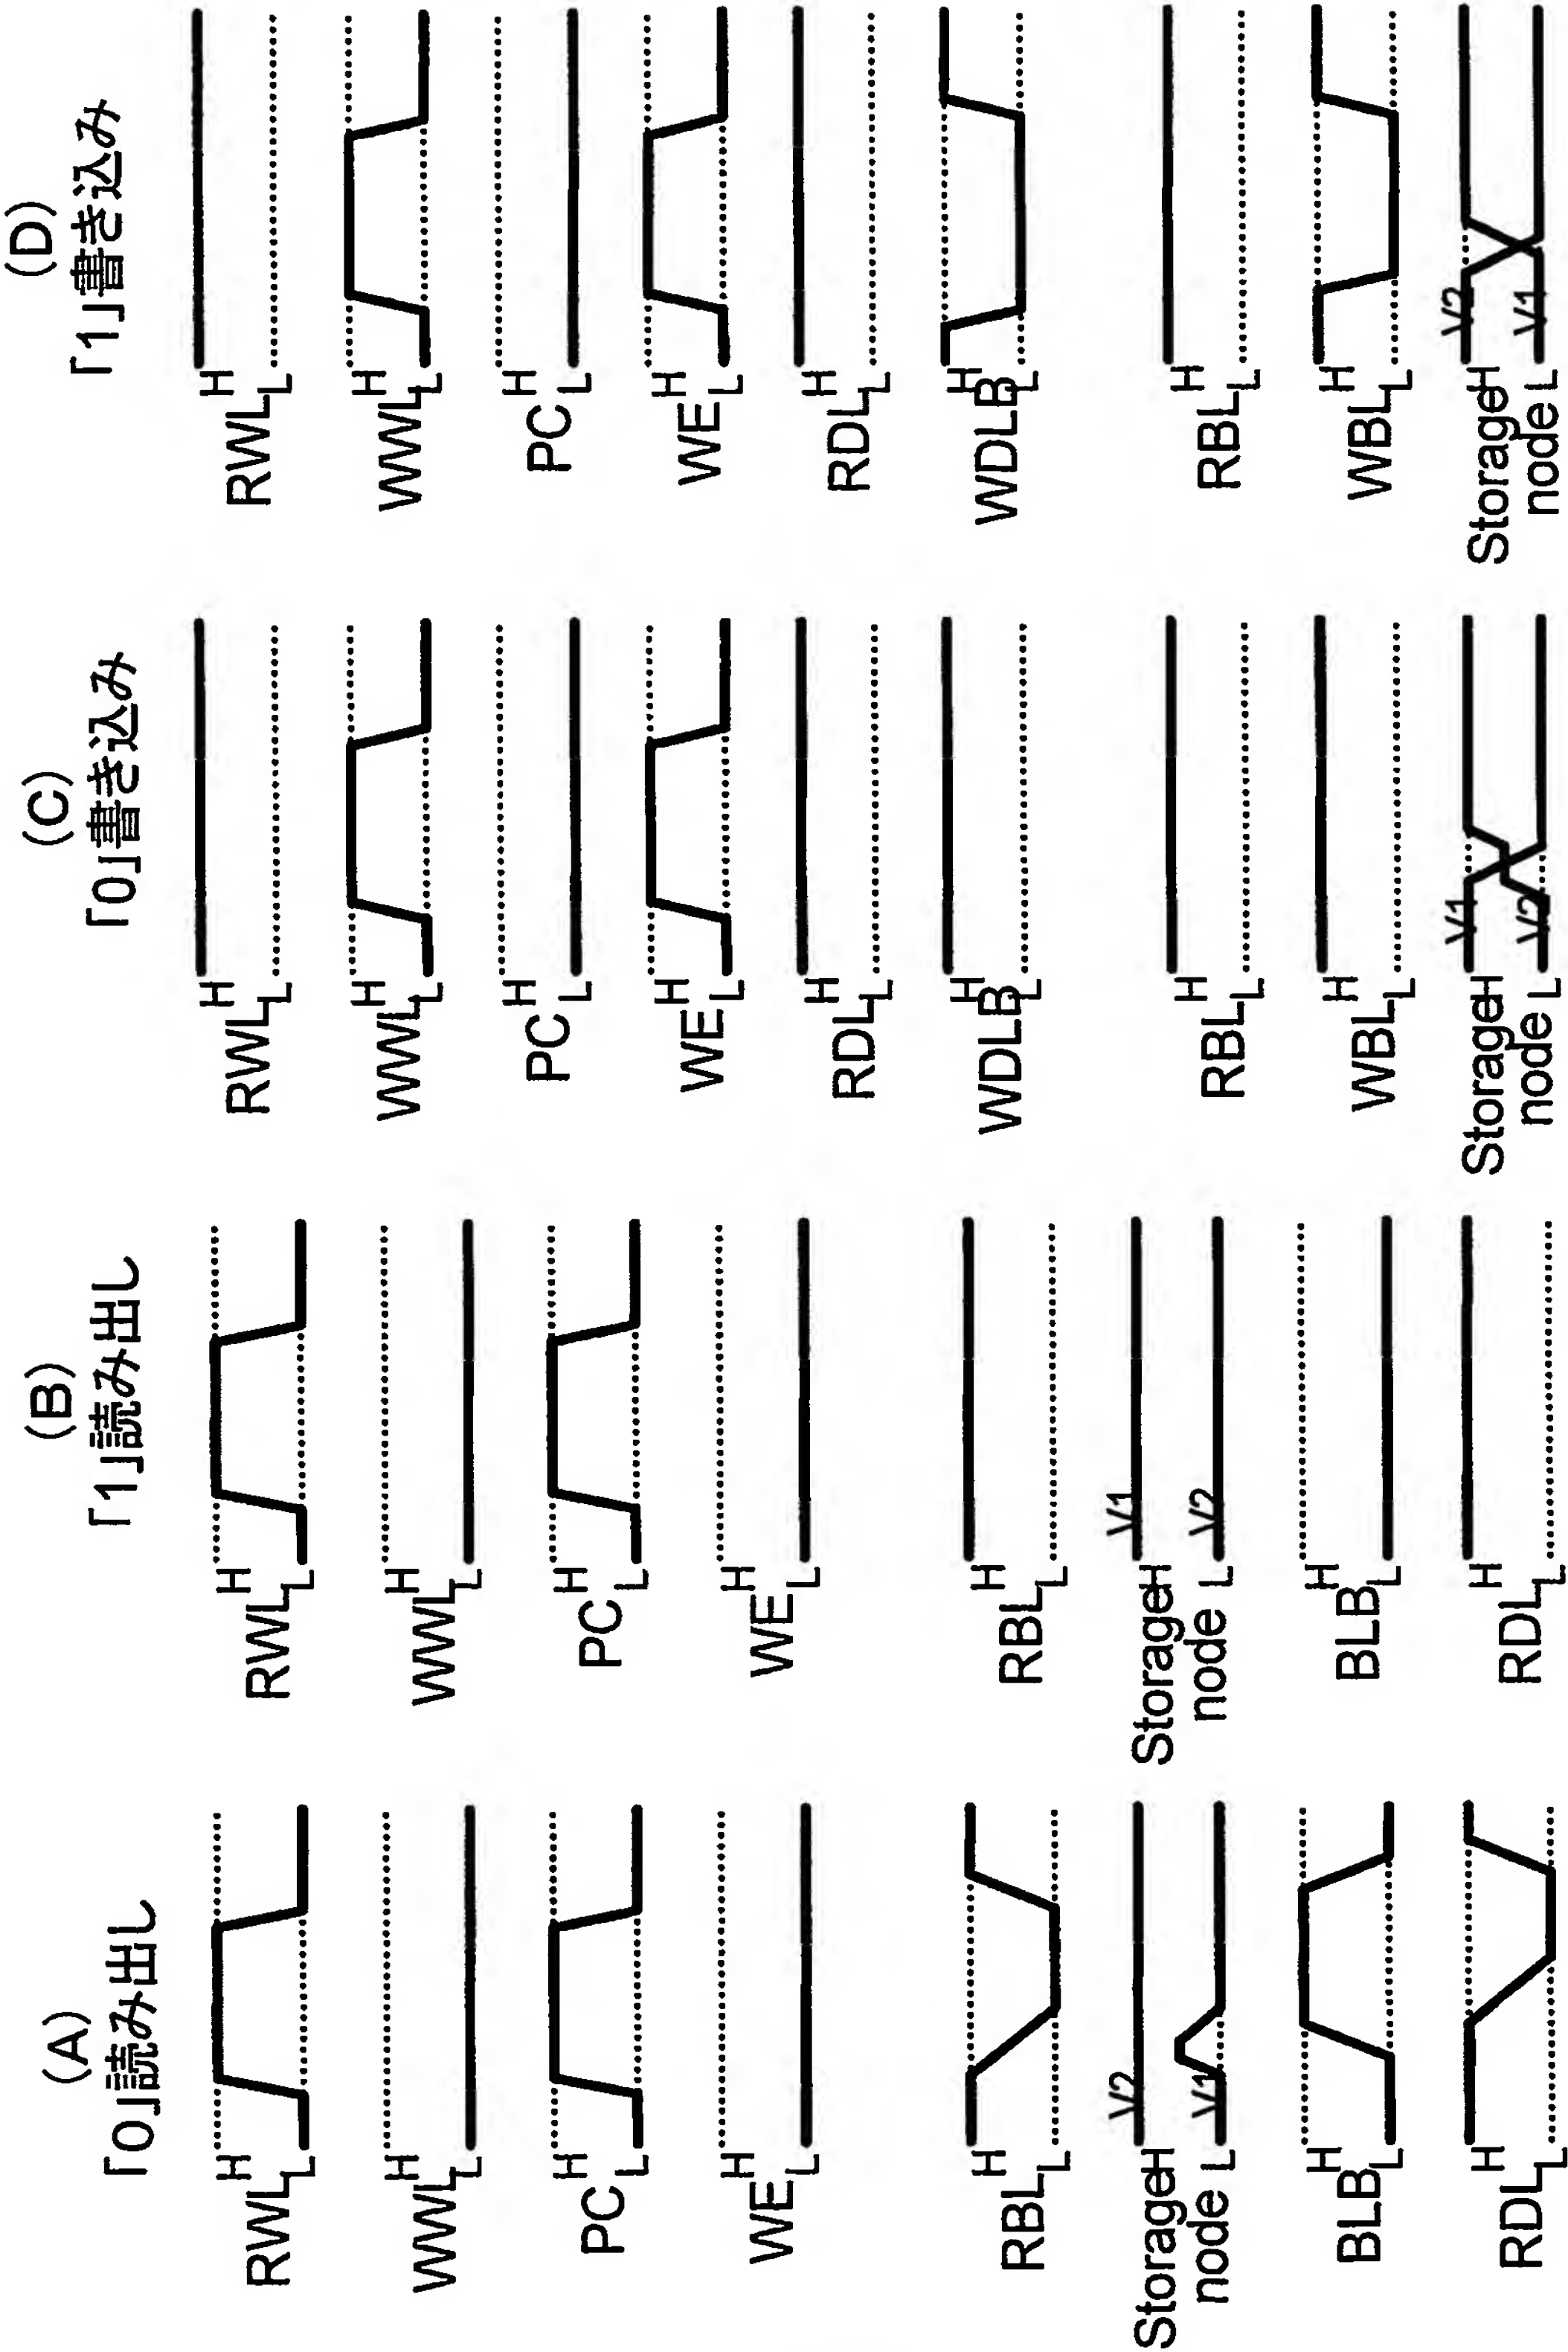 (A)
「0」読み出し
RWL H L
WWL H L
PC H L
WE H L
RBL H L
Storage H
node L
V2
V1
BLB H L
RDL H L
(B)
「1」読み出し
RWL H L
WWL H L
PC H L
WE H L
RBL H L
Storage H
node L
V1
V2
BLB H L
RDL H L
(C)
「0」書き込み
RWL H L
WWL H L
PC H L
WE H L
RDL H L
WDLB H L
RBL H L
WBL H L
Storage H
node L
V1
V2
(D)
「1」書き込み
RWL H L
WWL H L
PC H L
WE H L
RDL H L
WDLB H L
RBL H L
WBL H L
Storage H
node L
V2
V1